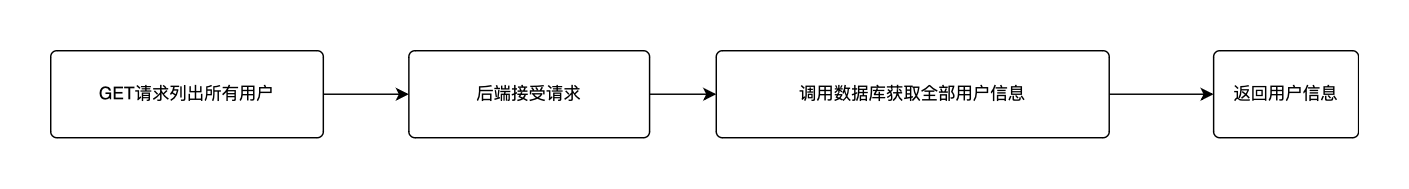 GET请求列出所有用户
后端接受请求
调用数据库获取全部用户信息
返回用户信息